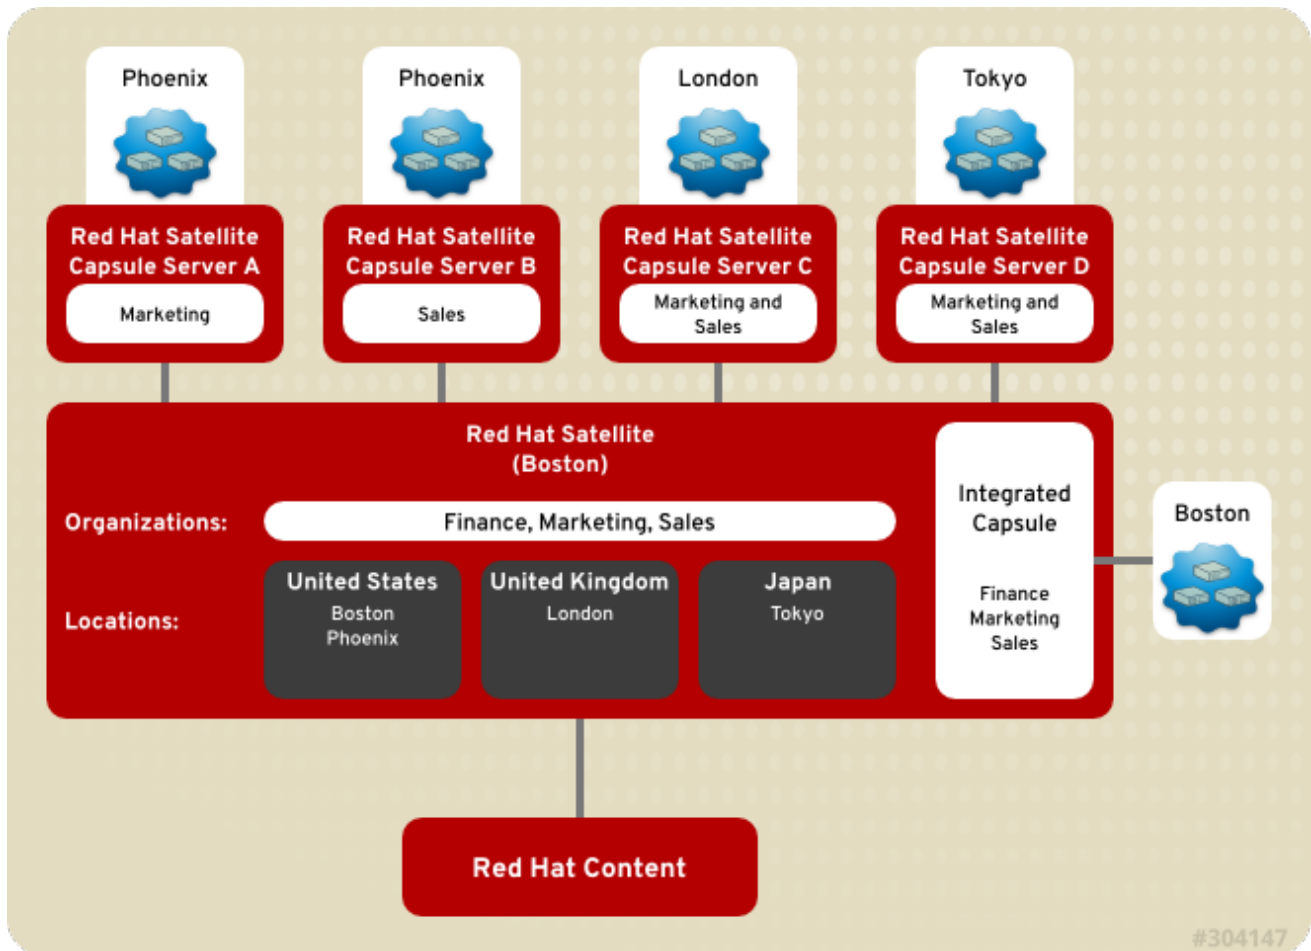 Phoenix
Phoenix
London
Tokyo
Red Hat Satellite
Capsule Server A
Marketing
Red Hat Satellite
Capsule Server B
Sales
Red Hat Satellite
Capsule Server C
Marketing and
Sales
Red Hat Satellite
Capsule Server D
Marketing and
Sales
Red Hat Satellite
(Boston)
Organizations:
Finance, Marketing, Sales
Locations:
United States
Boston
Phoenix
United Kingdom
London
Japan
Tokyo
Integrated
Capsule
Finance
Marketing
Sales
Boston
Red Hat Content
#304147